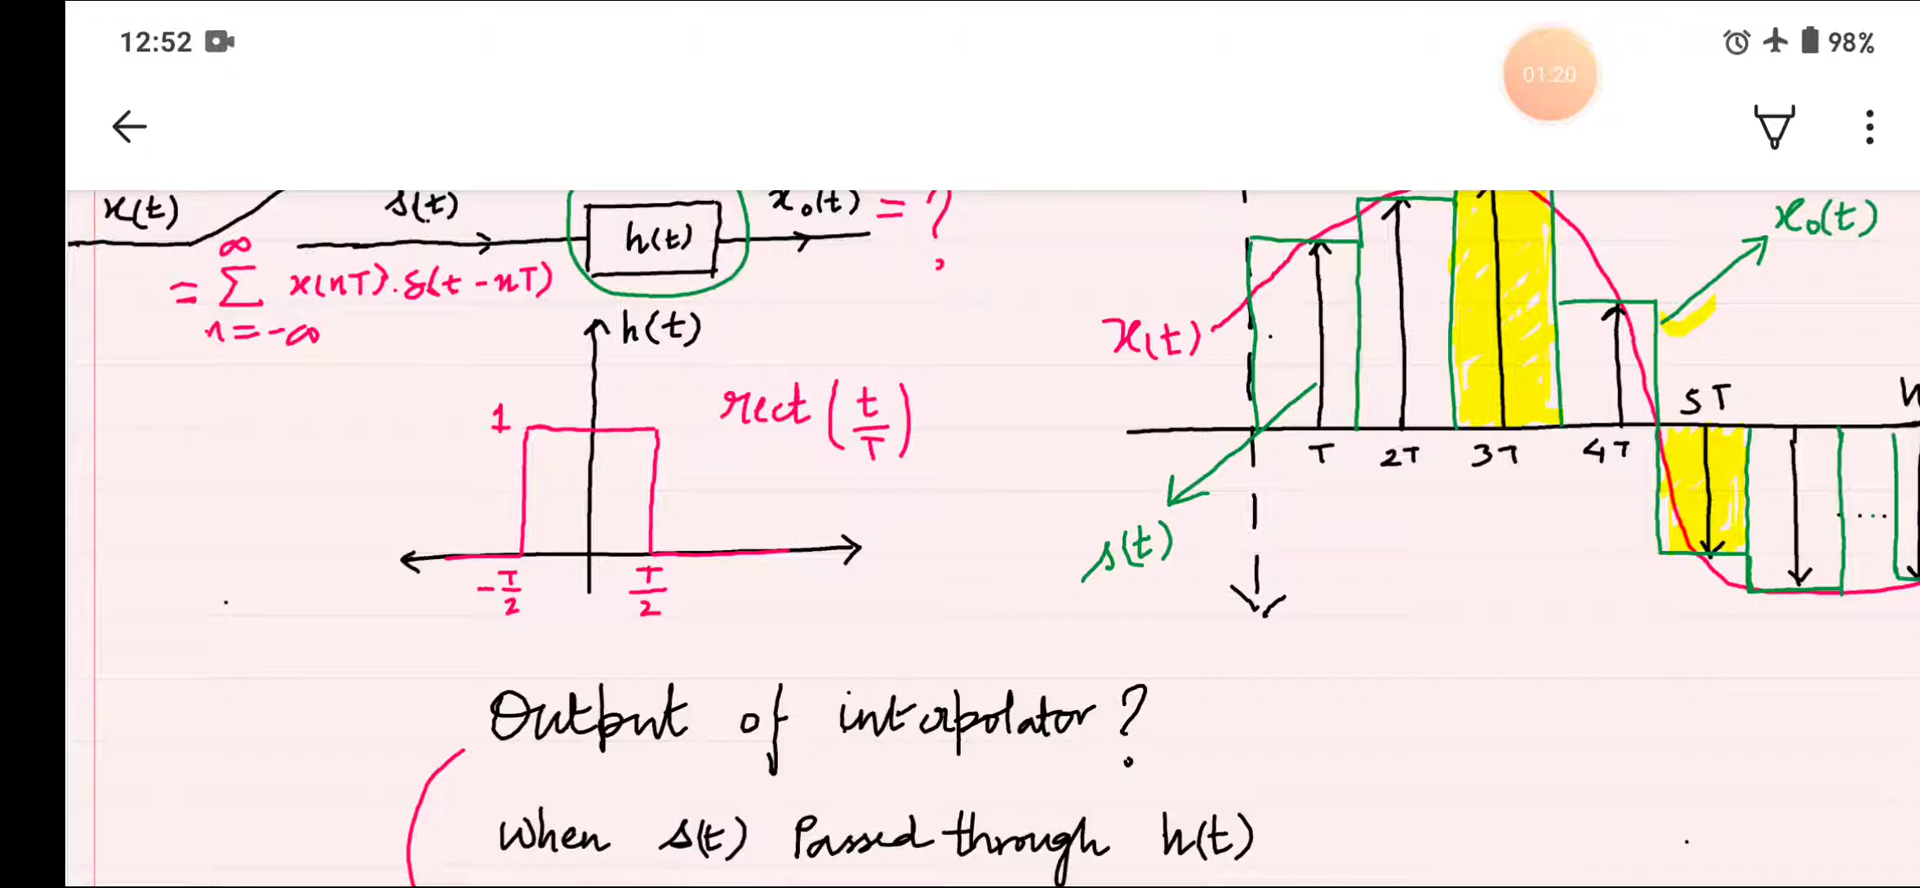 12:52
98%
01:20
x(t) s(t) h(t) x₀(t) = ?
= ∞ Σ n=-∞ x(nT).δ(t-nT)
h(t)
1
rect (t/T)
-T/2 T/2
x₀(t)
x(t)
5T
T 2T 3T 4T
....
s(t)
Output of interpolator?
When s(t) Passed through h(t)